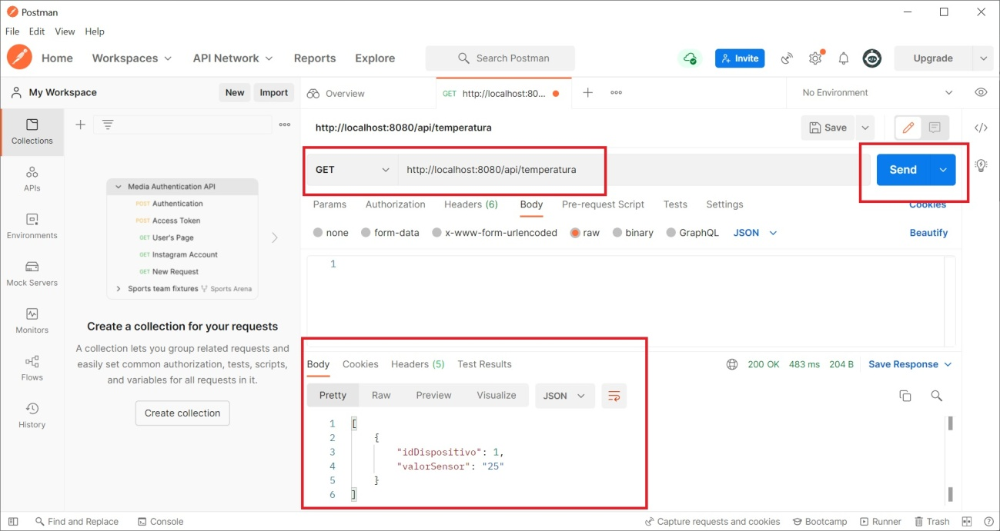 Postman
File Edit View Help
Home Workspaces API Network Reports Explore Search Postman Invite Upgrade
My Workspace New Import Overview GET http://localhost:80... No Environment
Collections
APIs
Environments
Mock Servers
Monitors
Flows
History
Media Authentication API
POST Authentication
POST Access Token
GET User's Page
GET Instagram Account
GET New Request
Sports team fixtures Sports Arena
Create a collection for your requests
A collection lets you group related requests and
easily set common authorization, tests, scripts,
and variables for all requests in it.
Create collection
http://localhost:8080/api/temperatura Save
GET http://localhost:8080/api/temperatura Send
Params Authorization Headers (6) Body Pre-request Script Tests Settings Cookies
none form-data x-www-form-urlencoded raw binary GraphQL JSON Beautify
1
Body Cookies Headers (5) Test Results 200 OK 483 ms 204 B Save Response
Pretty Raw Preview Visualize JSON
1 [
2 {
3 "idDispositivo": 1,
4 "valorSensor": "25"
5 }
6 ]
Find and Replace Console Capture requests and cookies Bootcamp Runner Trash